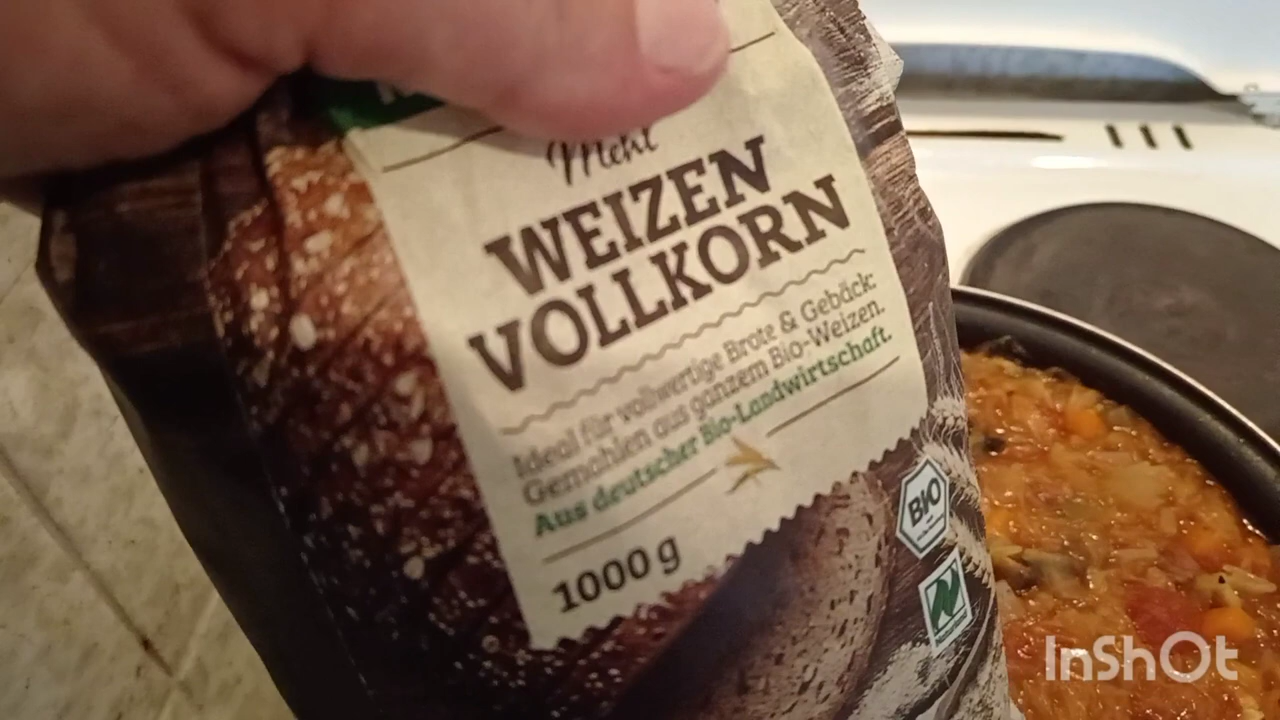 Mehl
WEIZEN
VOLLKORN
Ideal für vollwertige Brote & Gebäck:
Gemahlen aus ganzem Bio-Weizen.
Aus deutscher Bio-Landwirtschaft.
1000 g
BIO
Naturland
InShOt